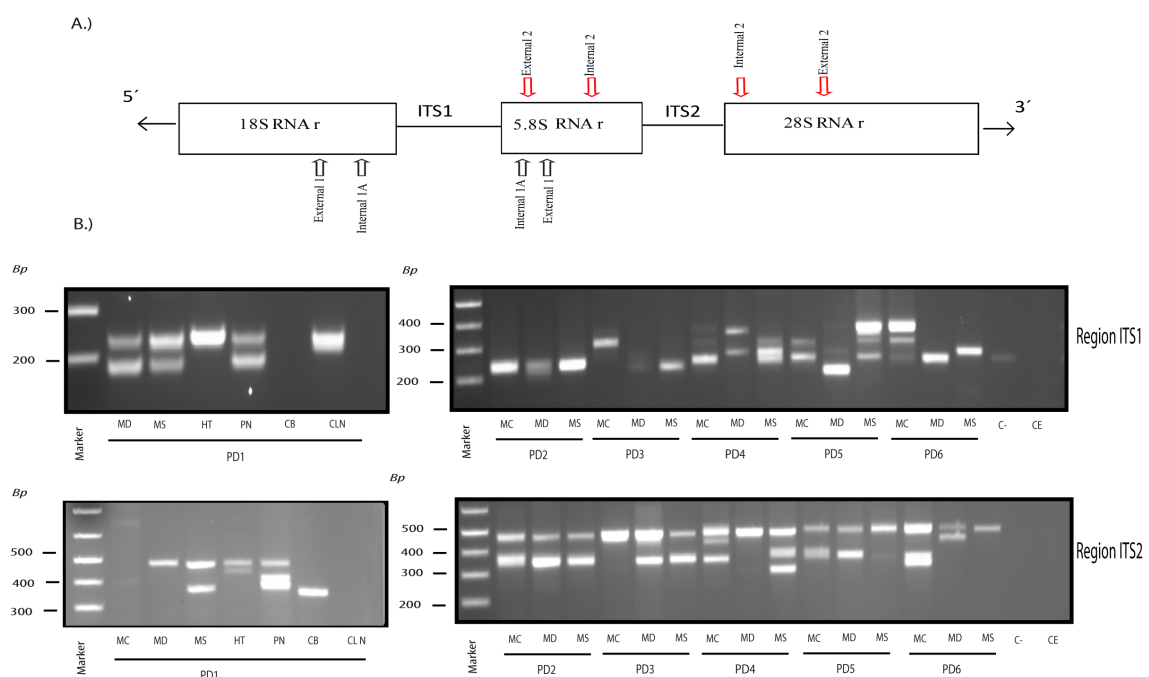 A.)
External 2
Internal 2
Internal 2
External 2
5´
ITS1
ITS2
3´
18S RNA r
5.8S RNA r
28S RNA r
External 1
Internal 1A
Internal 1A
External 1
B.)
Bp
Bp
300
200
400
300
200
Region ITS1
Marker
MD MS HT PN CB CLN
PD1
Marker
MC MD MS MC MD MS MC MD MS MC MD MS MC MD MS C- CE
PD2 PD3 PD4 PD5 PD6
Bp
Bp
500
400
300
500
400
300
200
Region ITS2
Marker
MC MD MS HT PN CB CL N
PD1
Marker
MC MD MS MC MD MS MC MD MS MC MD MS MC MD MS C- CE
PD2 PD3 PD4 PD5 PD6